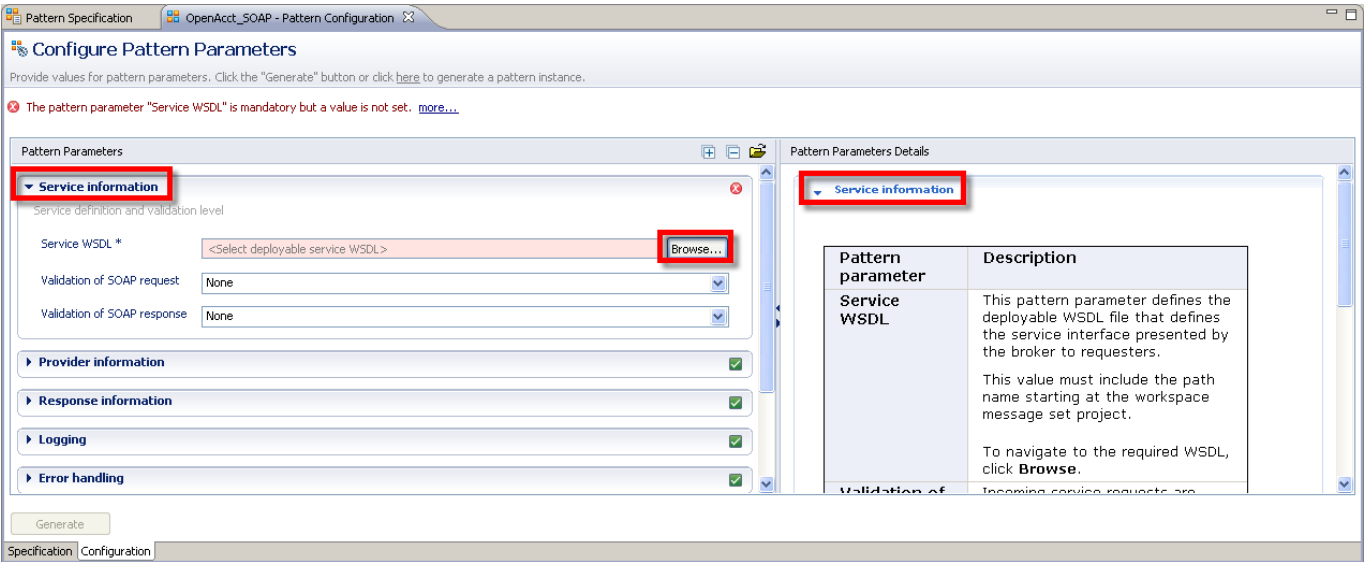 Pattern Specification
OpenAcct_SOAP - Pattern Configuration
Configure Pattern Parameters
Provide values for pattern parameters. Click the "Generate" button or click here to generate a pattern instance.
The pattern parameter "Service WSDL" is mandatory but a value is not set. more...
Pattern Parameters
Service information
Service definition and validation level
Service WSDL *
<Select deployable service WSDL>
Browse...
Validation of SOAP request
None
Validation of SOAP response
None
Provider information
Response information
Logging
Error handling
Pattern Parameters Details
Service information
Pattern
parameter
Description
Service
WSDL
This pattern parameter defines the
deployable WSDL file that defines
the service interface presented by
the broker to requesters.
This value must include the path
name starting at the workspace
message set project.
To navigate to the required WSDL,
click Browse.
Validation of
Incoming service requests are
Generate
Specification
Configuration